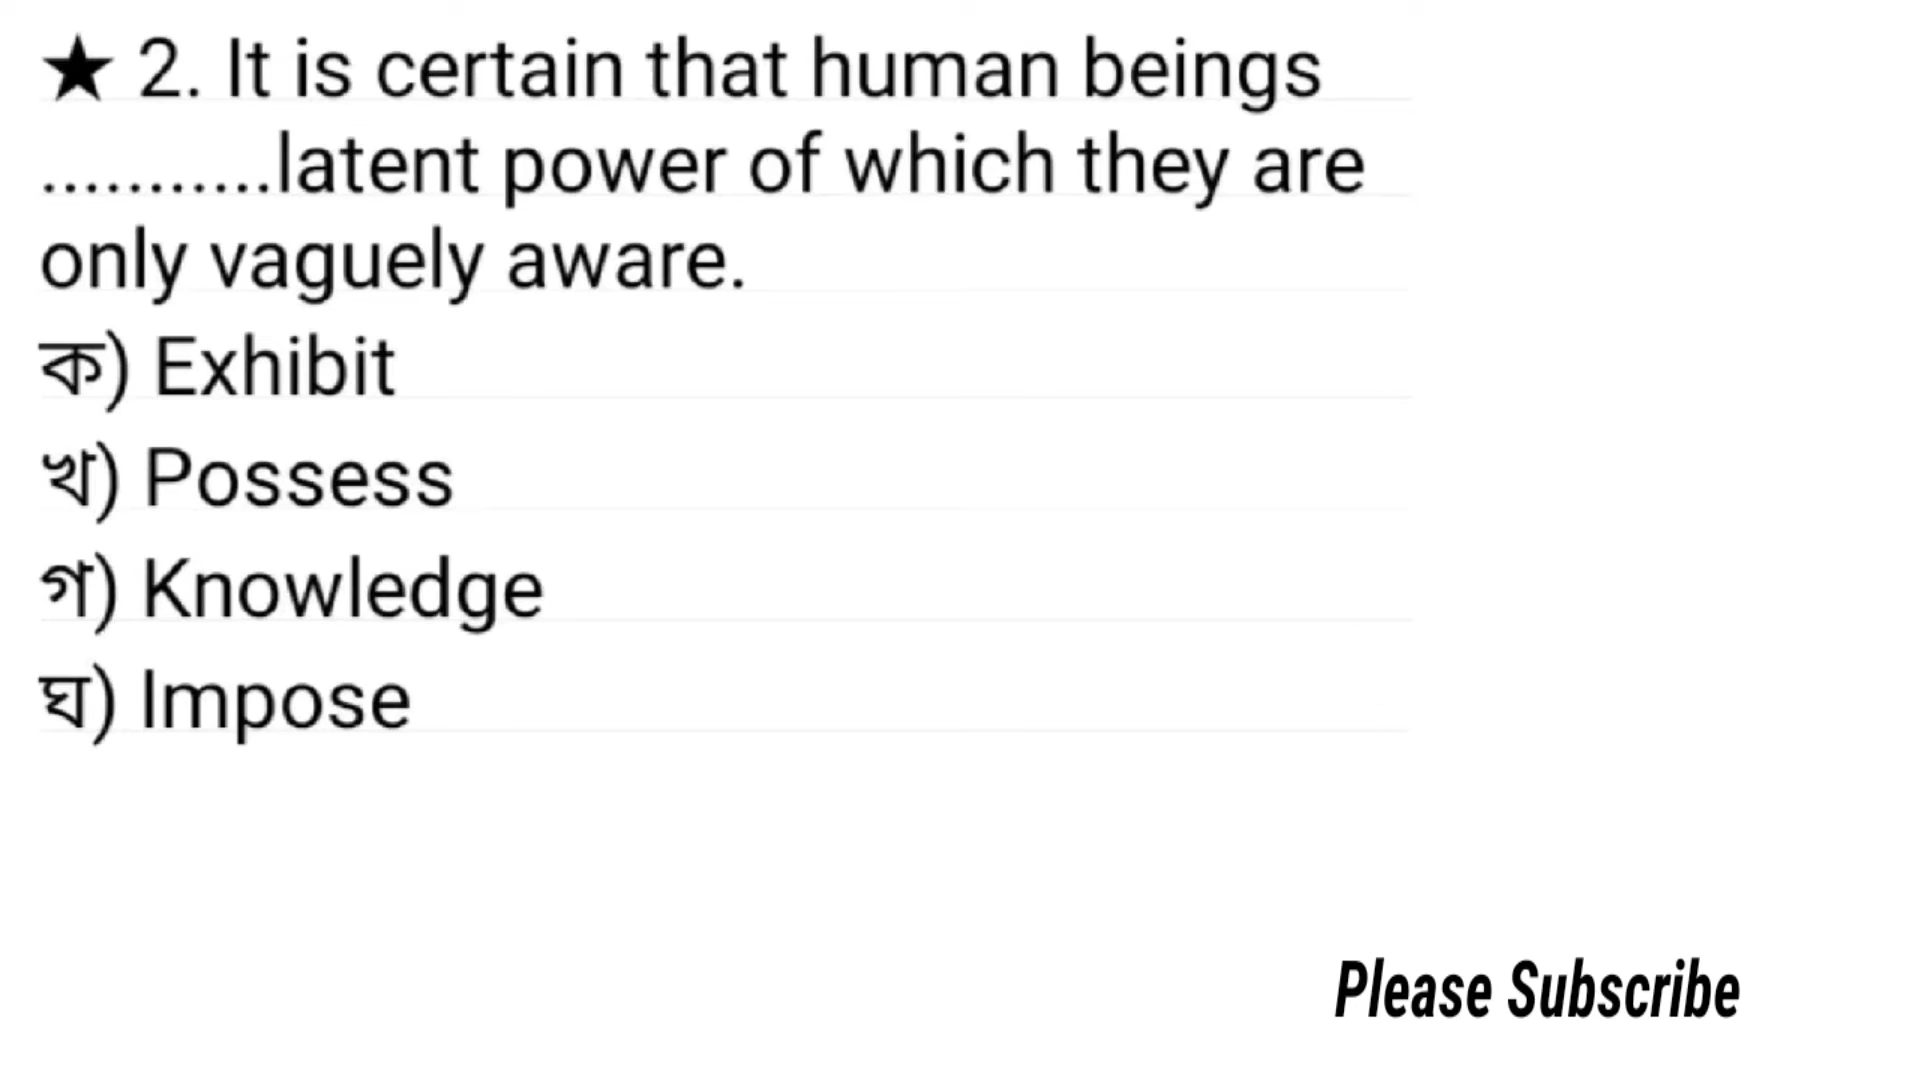 ★ 2. It is certain that human beings
...........latent power of which they are
only vaguely aware.
ক) Exhibit
খ) Possess
গ) Knowledge
ঘ) Impose
Please Subscribe